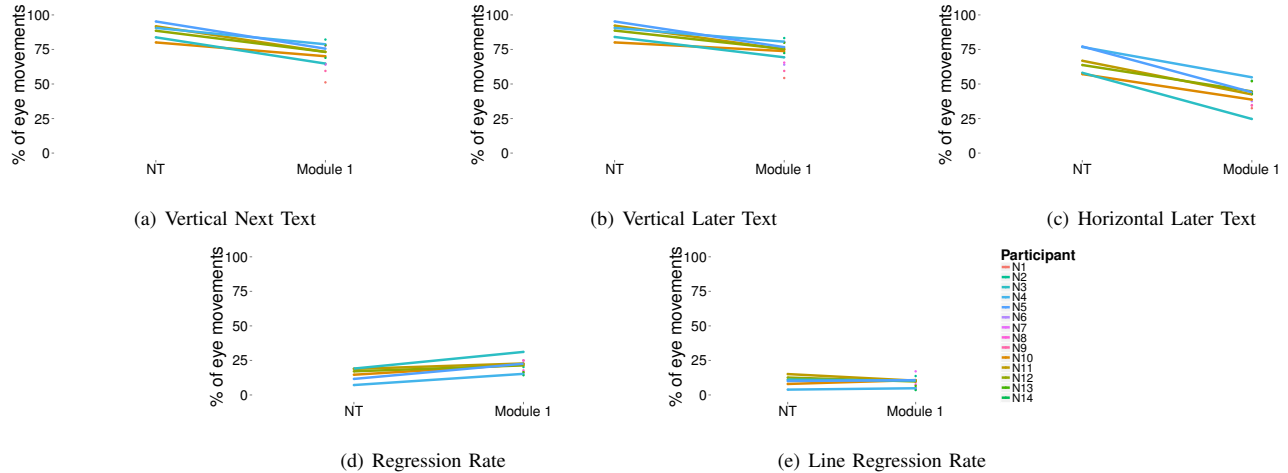 % of eye movements
100
75
50
25
0
NT
Module 1
(a) Vertical Next Text
% of eye movements
100
75
50
25
0
NT
Module 1
(b) Vertical Later Text
% of eye movements
100
75
50
25
0
NT
Module 1
(c) Horizontal Later Text
% of eye movements
100
75
50
25
0
NT
Module 1
(d) Regression Rate
% of eye movements
100
75
50
25
0
NT
Module 1
(e) Line Regression Rate
Participant
N1
N2
N3
N4
N5
N6
N7
N8
N9
N10
N11
N12
N13
N14